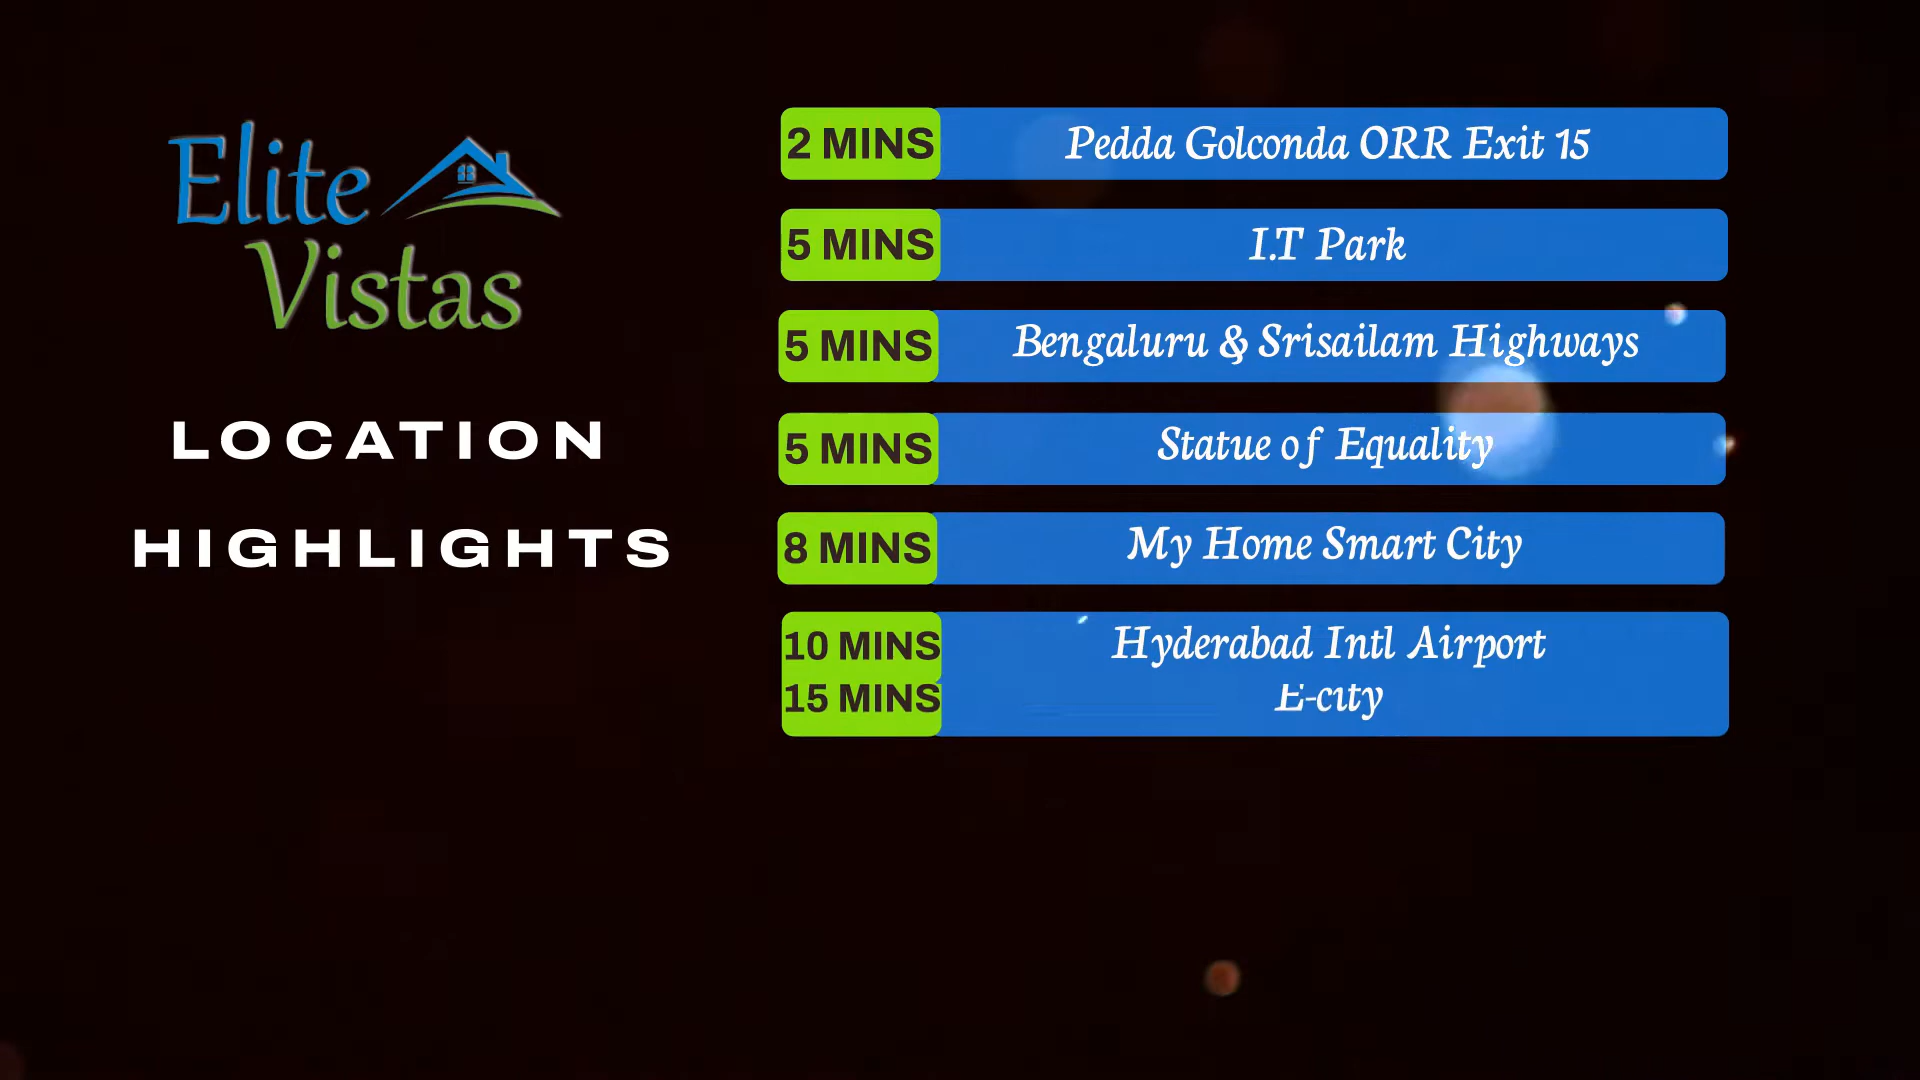 Elite
Vistas
LOCATION
HIGHLIGHTS
2 MINS Pedda Golconda ORR Exit 15
5 MINS I.T Park
5 MINS Bengaluru & Srisailam Highways
5 MINS Statue of Equality
8 MINS My Home Smart City
10 MINS Hyderabad Intl Airport
15 MINS E-city